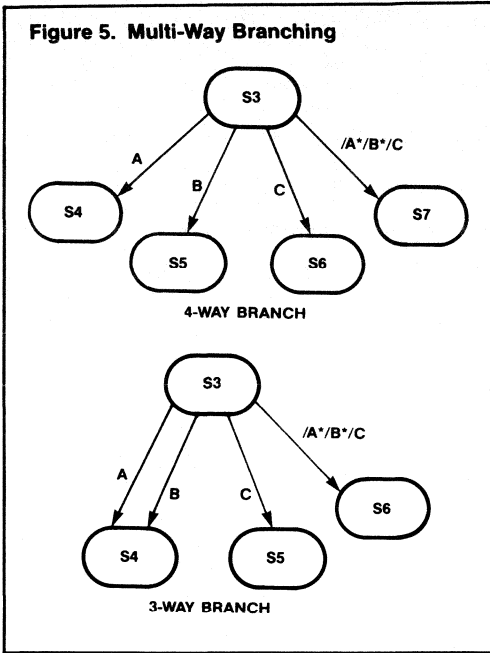 Figure 5. Multi-Way Branching
S3
A
B
C
/A*/B*/C
S4
S5
S6
S7
4-WAY BRANCH
S3
A
B
C
/A*/B*/C
S4
S5
S6
3-WAY BRANCH